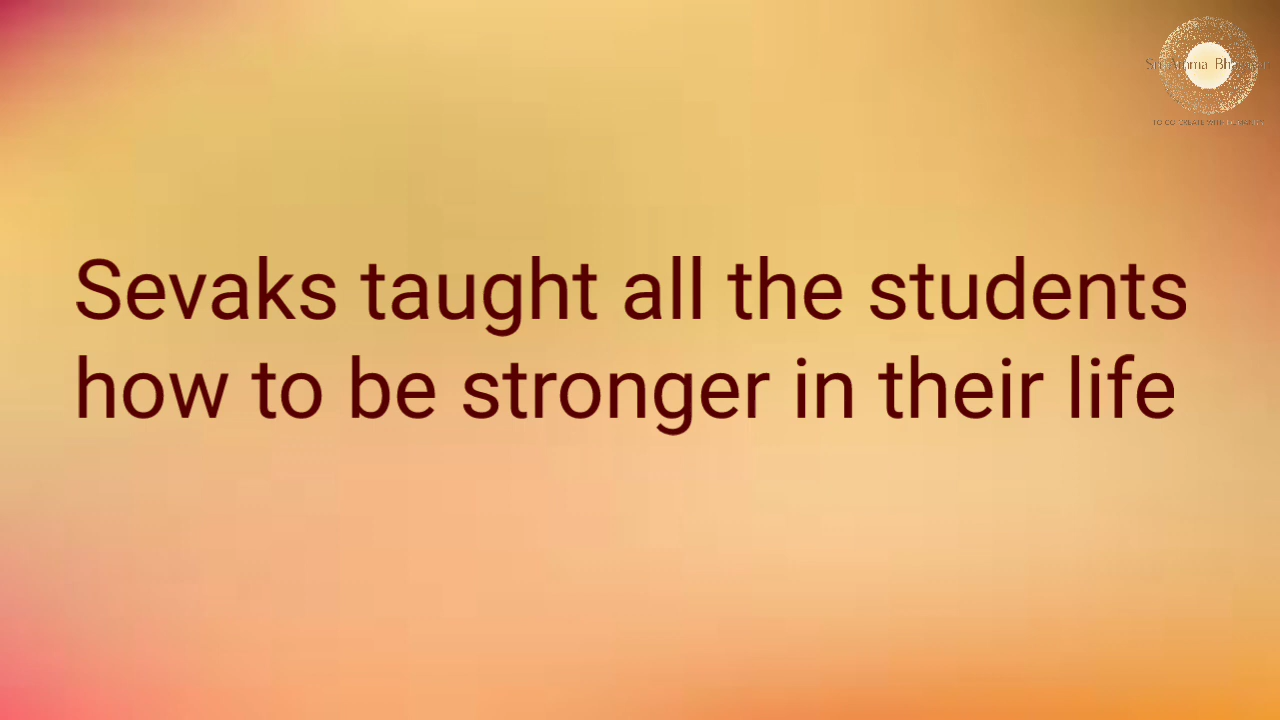 Sevaks taught all the students
how to be stronger in their life